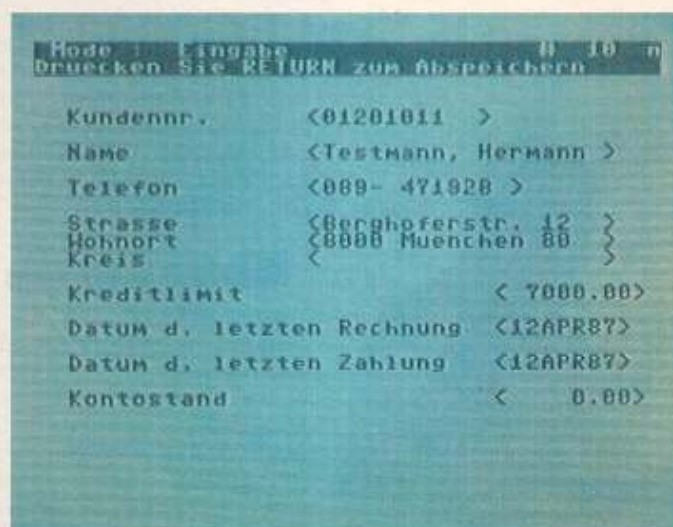 Mode : Eingabe 10 n
Druecken Sie RETURN zum Abspeichern
Kundennr. <01201011 >
Name <Testmann, Hermann >
Telefon <089- 471928 >
Strasse <Berghoferstr. 12 >
Wohnort <8000 Muenchen 80 >
Kreis < >
Kreditlimit < 7000.00>
Datum d. letzten Rechnung <12APR87>
Datum d. letzten Zahlung <12APR87>
Kontostand < 0.00>